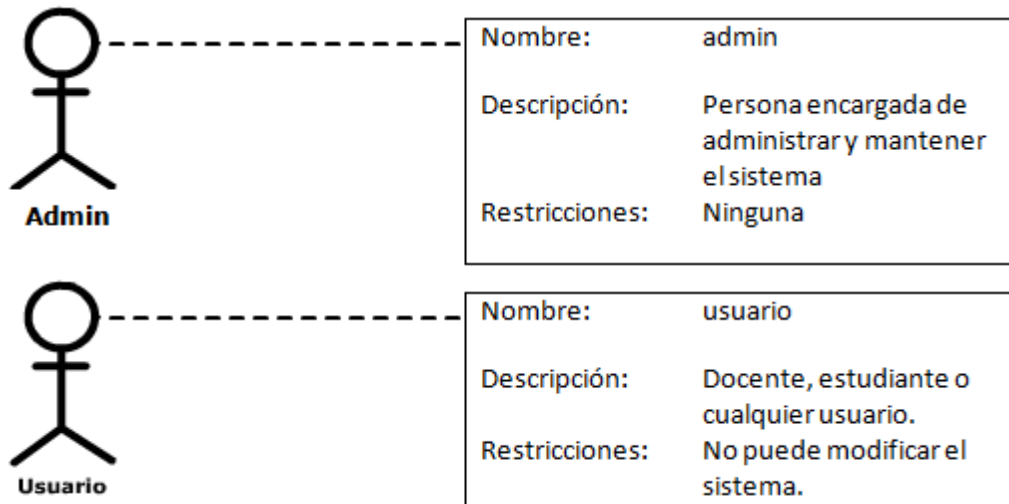 Nombre: admin
Descripción: Persona encargada de
administrar y mantener
el sistema
Restricciones: Ninguna
Admin
Nombre: usuario
Descripción: Docente, estudiante o
cualquier usuario.
Restricciones: No puede modificar el
sistema.
Usuario